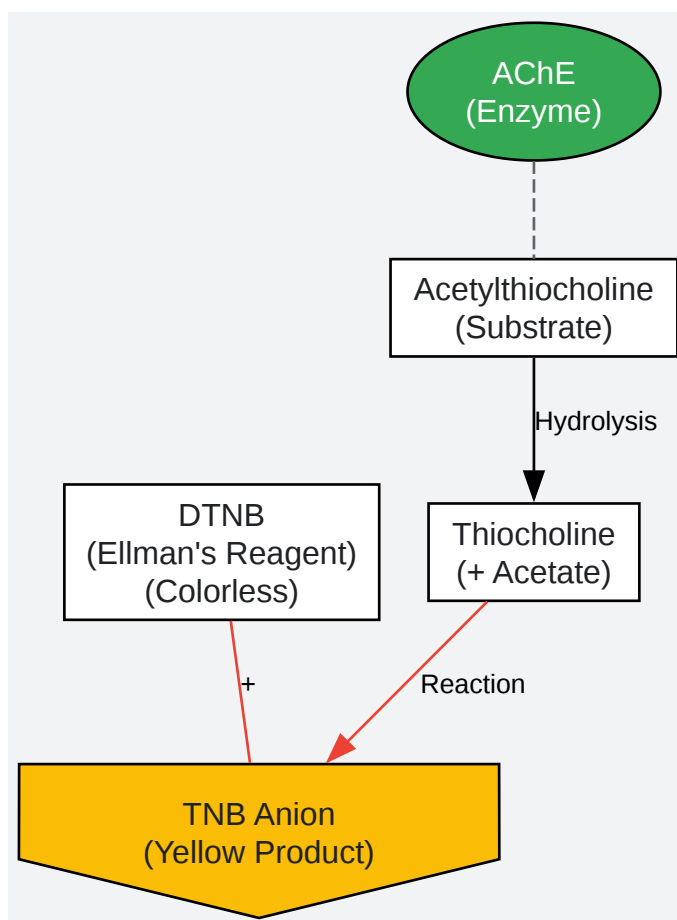 AChE
(Enzyme)
Acetylthiocholine
(Substrate)
Hydrolysis
DTNB
(Ellman's Reagent)
(Colorless)
Thiocholine
(+ Acetate)
+
Reaction
TNB Anion
(Yellow Product)